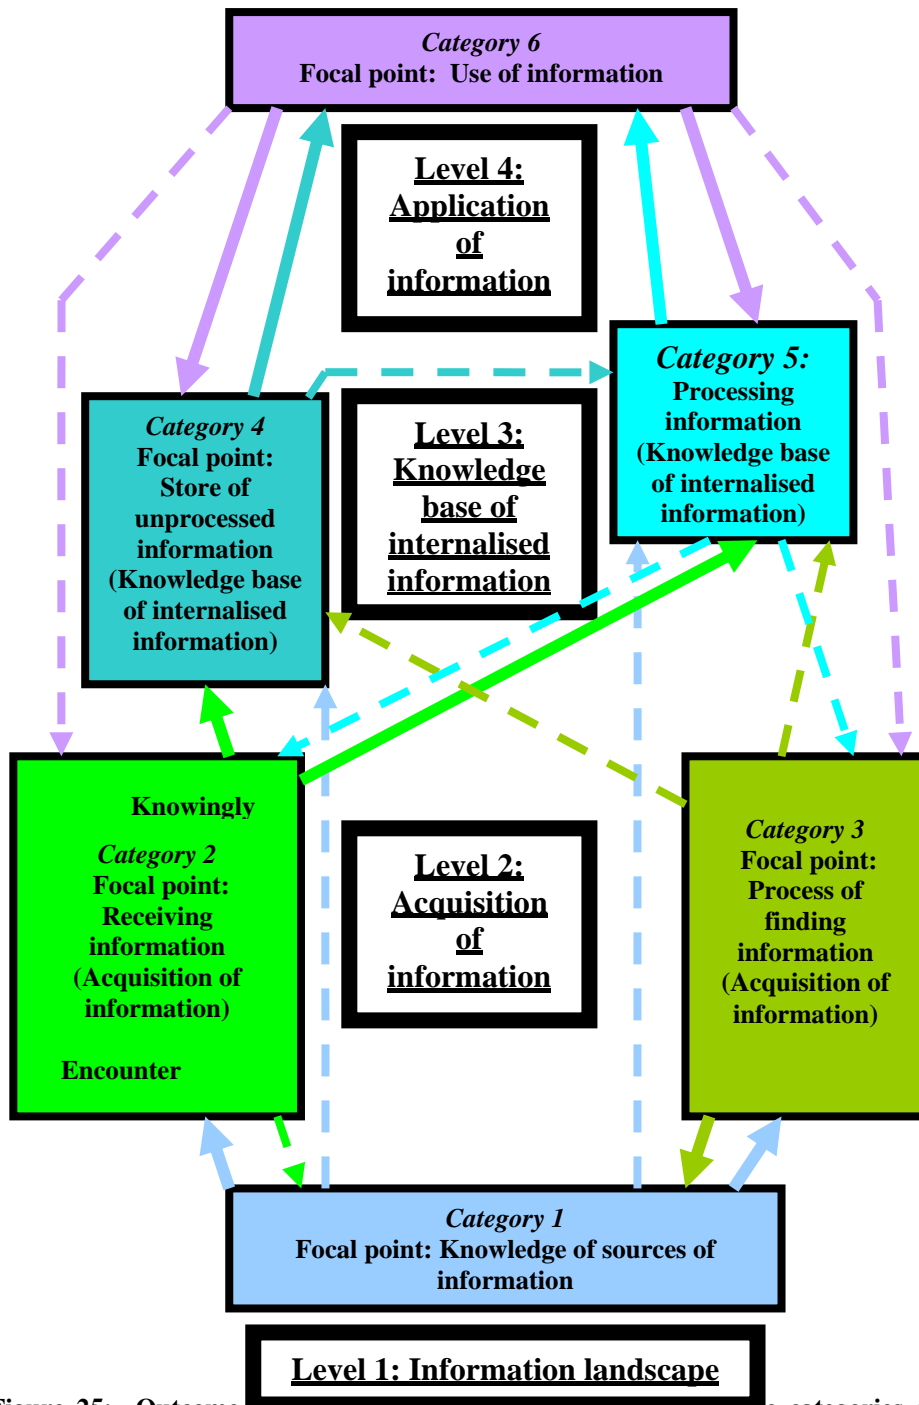 Category 6
Focal point:  Use of information
Level 4:
Application
of
information
Category 5:
Processing
information
(Knowledge base
of internalised
information)
Category 4
Focal point:
Store of
unprocessed
information
(Knowledge base
of internalised
information)
Level 3:
Knowledge
base of
internalised
information
Knowingly
Category 2
Focal point:
Receiving
information
(Acquisition of
information)
Encounter
Level 2:
Acquisition
of
information
Category 3
Focal point:
Process of
finding
information
(Acquisition of
information)
Category 1
Focal point: Knowledge of sources of
information
Level 1: Information landscape
Figure 25: Outcome categories